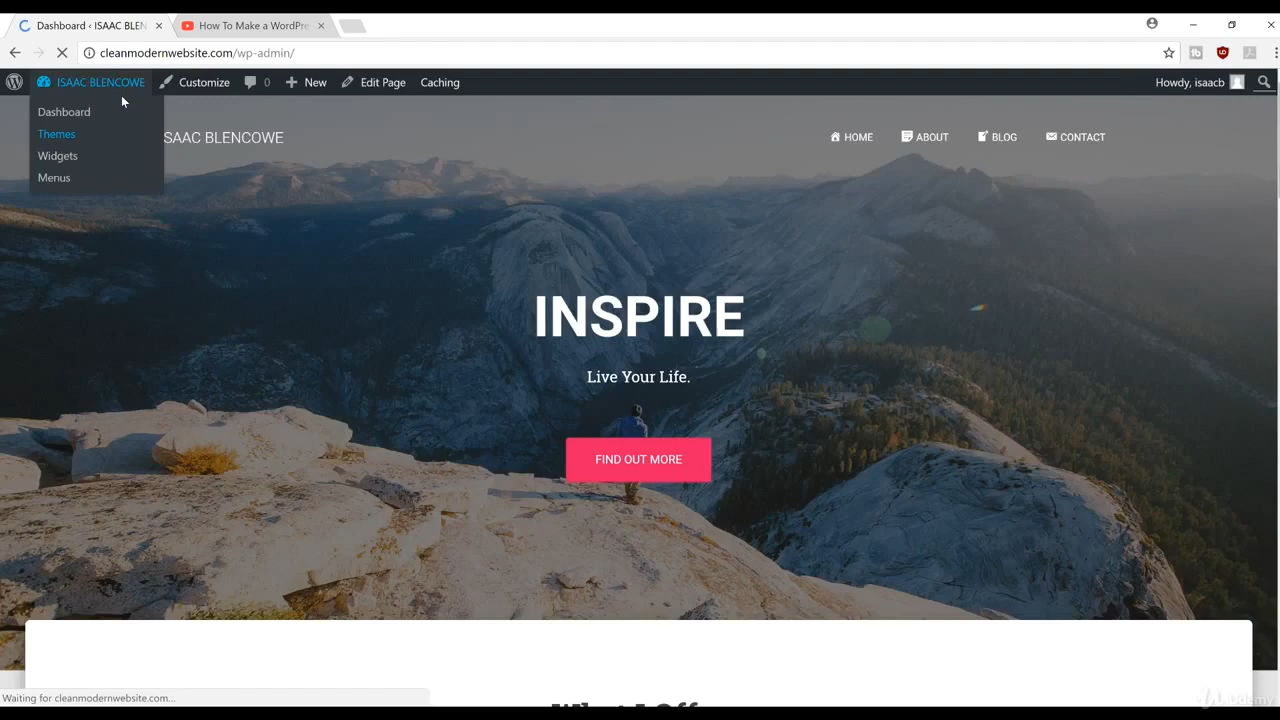 Dashboard ‹ ISAAC BLEN
How To Make a WordPre
cleanmodernwebsite.com/wp-admin/
ISAAC BLENCOWE Customize 0 New Edit Page Caching Howdy, isaacb
Dashboard
Themes
Widgets
Menus
ISAAC BLENCOWE
HOME ABOUT BLOG CONTACT
INSPIRE
Live Your Life.
FIND OUT MORE
Waiting for cleanmodernwebsite.com...
Udemy